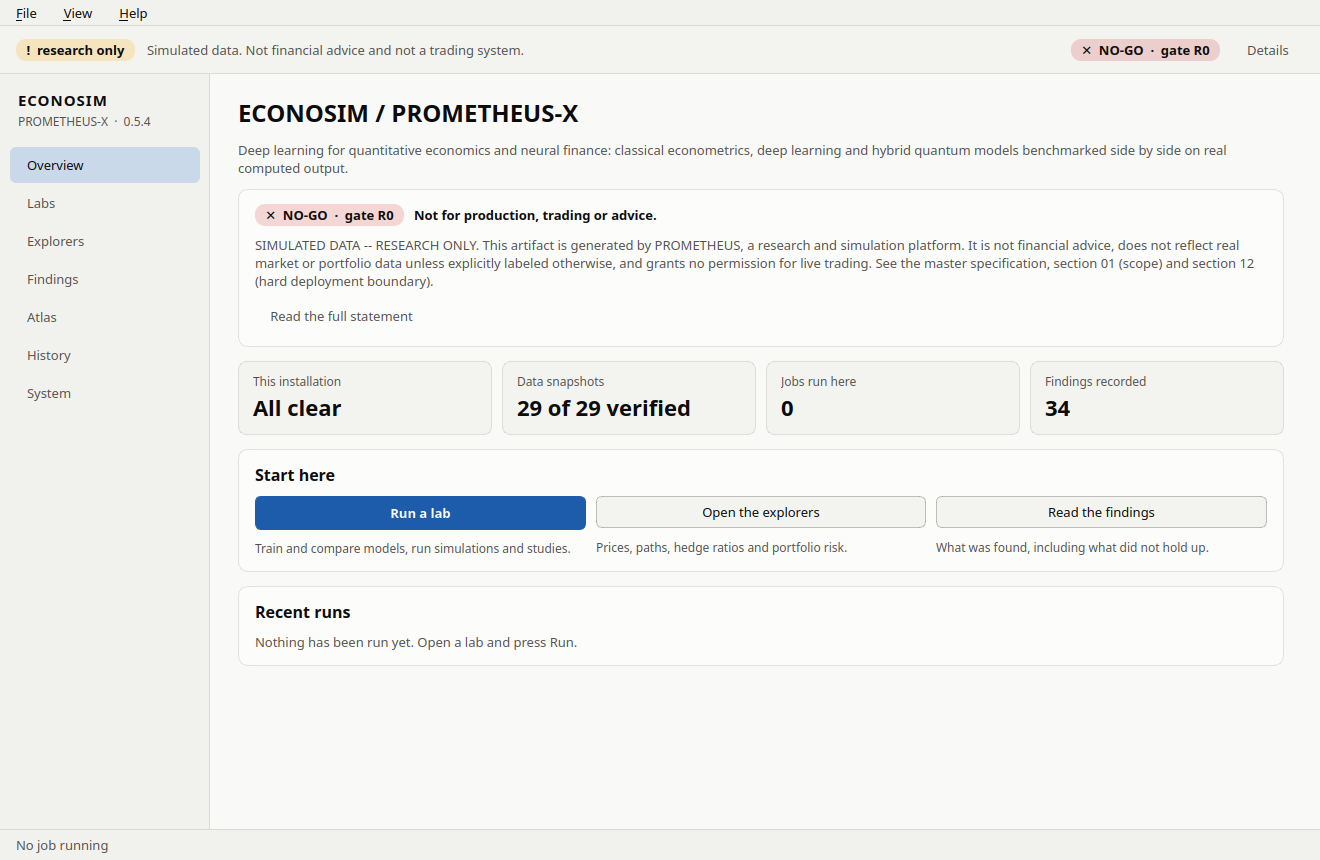 File View Help
! research only Simulated data. Not financial advice and not a trading system. ✕ NO-GO · gate R0 Details
ECONOSIM
PROMETHEUS-X · 0.5.4
Overview
Labs
Explorers
Findings
Atlas
History
System
ECONOSIM / PROMETHEUS-X
Deep learning for quantitative economics and neural finance: classical econometrics, deep learning and hybrid quantum models benchmarked side by side on real
computed output.
✕ NO-GO · gate R0 Not for production, trading or advice.
SIMULATED DATA -- RESEARCH ONLY. This artifact is generated by PROMETHEUS, a research and simulation platform. It is not financial advice, does not reflect real
market or portfolio data unless explicitly labeled otherwise, and grants no permission for live trading. See the master specification, section 01 (scope) and section 12
(hard deployment boundary).
Read the full statement
This installation
All clear
Data snapshots
29 of 29 verified
Jobs run here
0
Findings recorded
34
Start here
Run a lab
Train and compare models, run simulations and studies.
Open the explorers
Prices, paths, hedge ratios and portfolio risk.
Read the findings
What was found, including what did not hold up.
Recent runs
Nothing has been run yet. Open a lab and press Run.
No job running